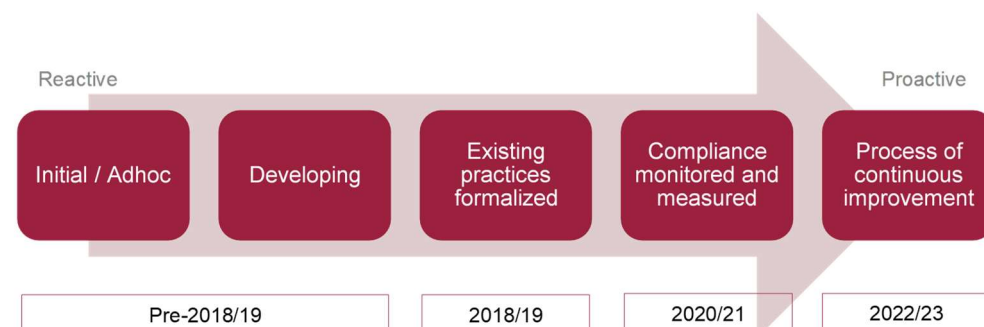 Reactive
Proactive
Initial / Adhoc
Developing
Existing
practices
formalized
Compliance
monitored and
measured
Process of
continuous
improvement
Pre-2018/19
2018/19
2020/21
2022/23